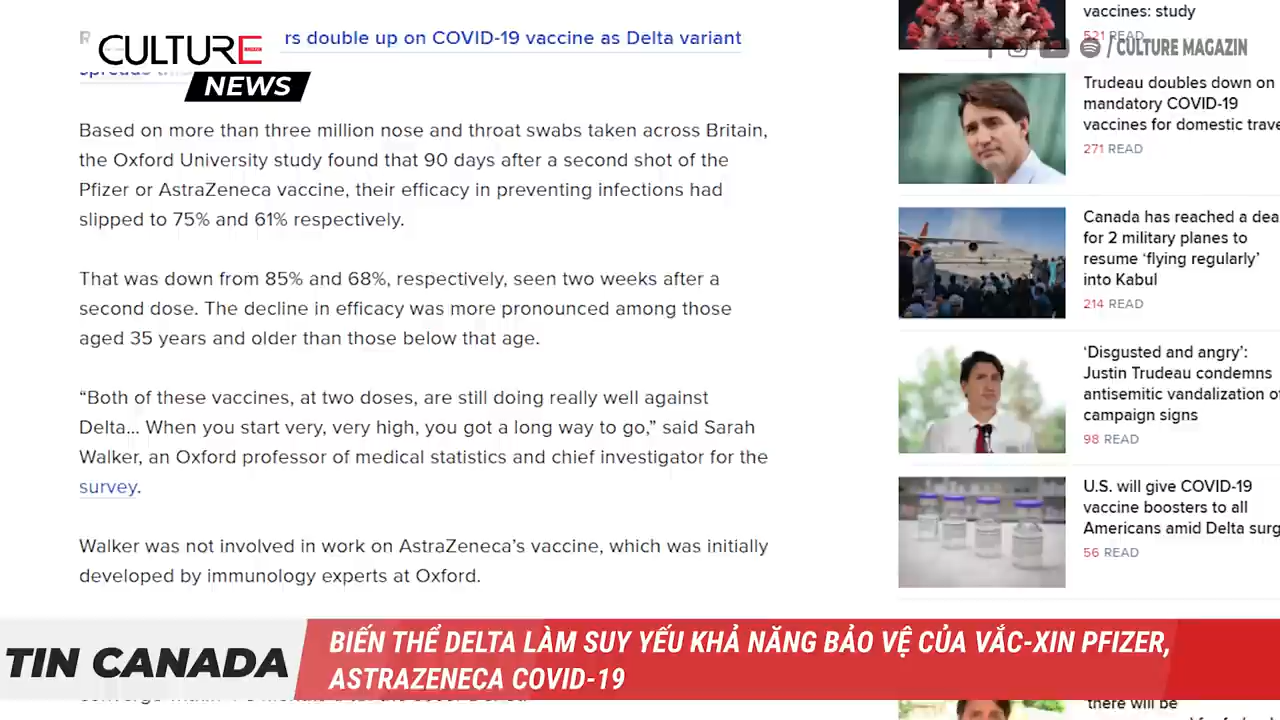 rs double up on COVID-19 vaccine as Delta variant
CULTURE
NEWS
Based on more than three million nose and throat swabs taken across Britain,
the Oxford University study found that 90 days after a second shot of the
Pfizer or AstraZeneca vaccine, their efficacy in preventing infections had
slipped to 75% and 61% respectively.
That was down from 85% and 68%, respectively, seen two weeks after a
second dose. The decline in efficacy was more pronounced among those
aged 35 years and older than those below that age.
“Both of these vaccines, at two doses, are still doing really well against
Delta… When you start very, very high, you got a long way to go,” said Sarah
Walker, an Oxford professor of medical statistics and chief investigator for the
survey.
Walker was not involved in work on AstraZeneca’s vaccine, which was initially
developed by immunology experts at Oxford.
vaccines: study
521 READ
/ CULTURE MAGAZIN
Trudeau doubles down on
mandatory COVID-19
vaccines for domestic trave
271 READ
Canada has reached a dea
for 2 military planes to
resume ‘flying regularly’
into Kabul
214 READ
‘Disgusted and angry’:
Justin Trudeau condemns
antisemitic vandalization of
campaign signs
98 READ
U.S. will give COVID-19
vaccine boosters to all
Americans amid Delta surg
56 READ
there will be
TIN CANADA
BIẾN THỂ DELTA LÀM SUY YẾU KHẢ NĂNG BẢO VỆ CỦA VẮC-XIN PFIZER,
ASTRAZENECA COVID-19